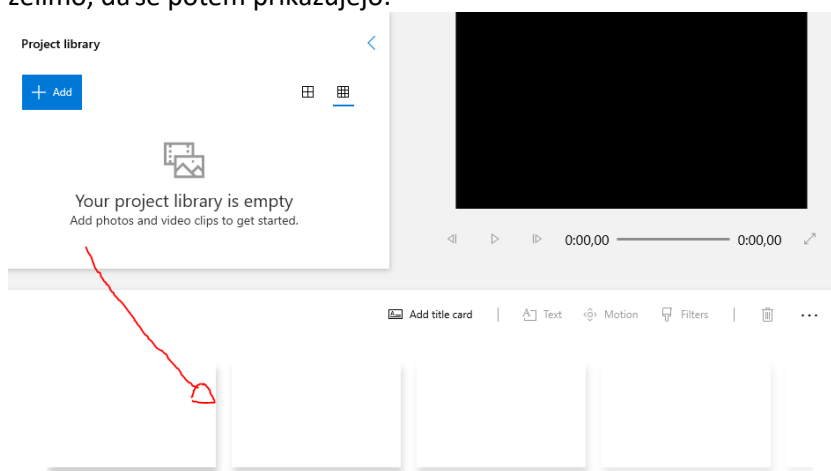 želimo, da se potem prikazujejo.
Project library
Add
Your project library is empty
Add photos and video clips to get started.
0:00,00
0:00,00
Add title card
Text
Motion
Filters